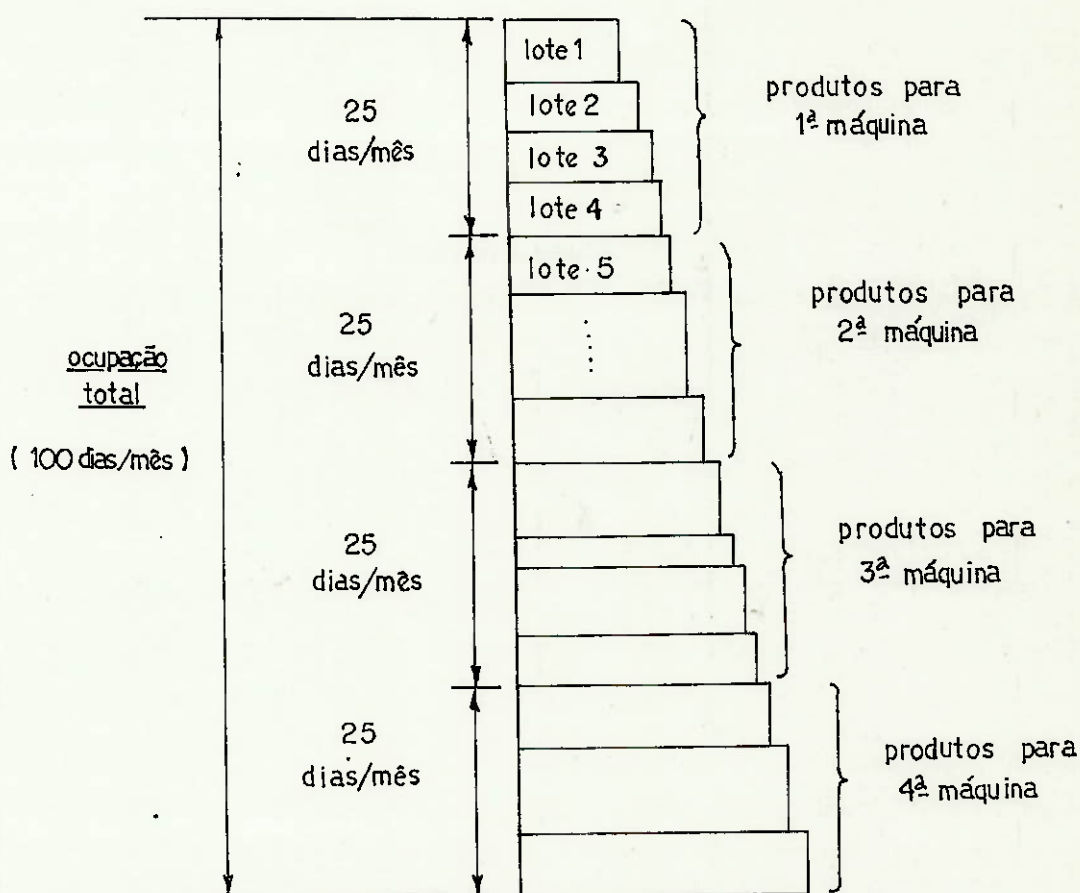 lote 1
lote 2
lote 3
lote 4
lote 5
.....
25
dias/mês
25
dias/mês
25
dias/mês
25
dias/mês
ocupação
total
( 100 dias/mês )
produtos para
1ª máquina
produtos para
2ª máquina
produtos para
3ª máquina
produtos para
4ª máquina